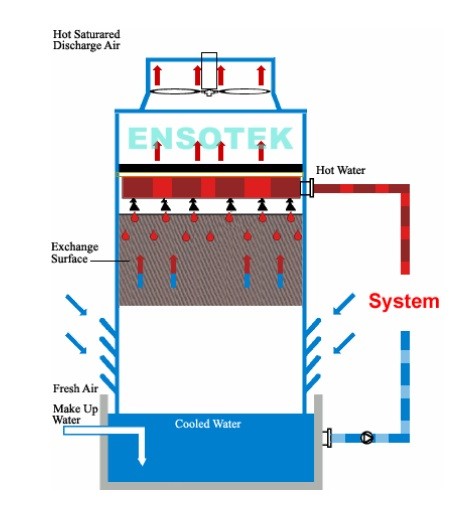 Hot Saturared
Discharge Air
ENSOTEK
Hot Water
Exchange
Surface
System
Fresh Air
Make Up
Water
Cooled Water